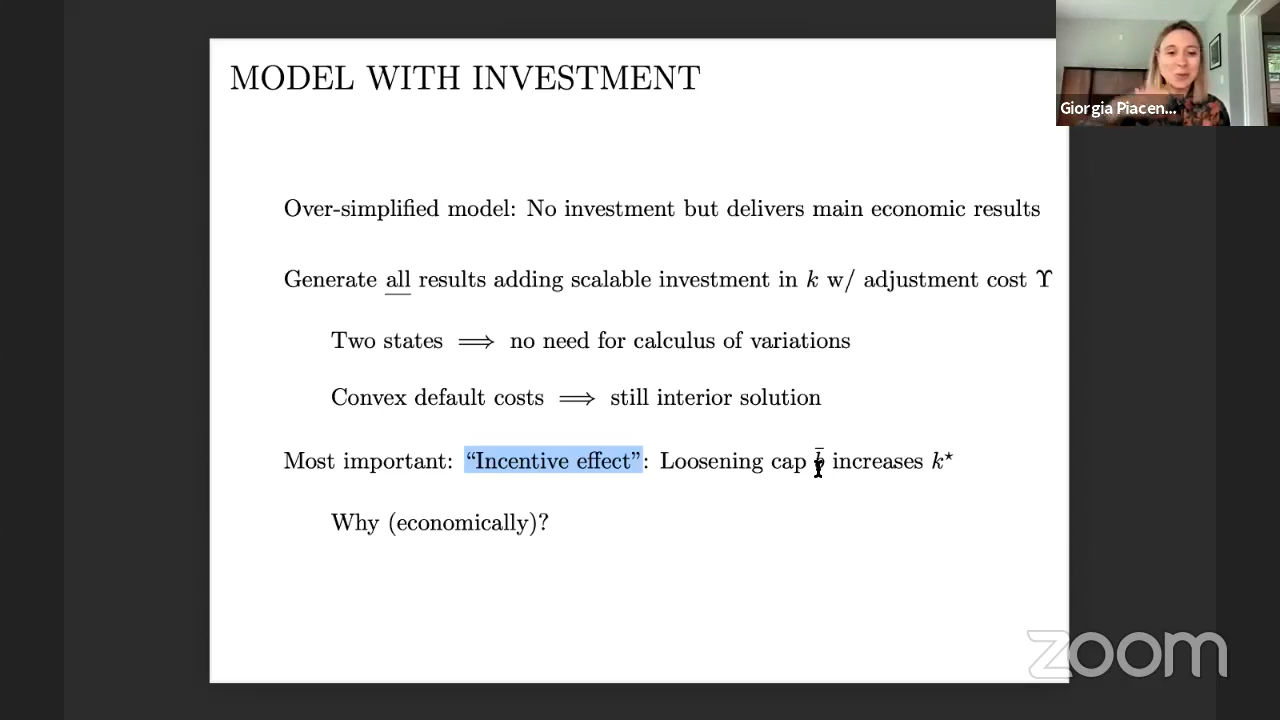 MODEL WITH INVESTMENT
Giorgia Piacen...
Over-simplified model: No investment but delivers main economic results
Generate all results adding scalable investment in k w/ adjustment cost ϒ
Two states ⟹ no need for calculus of variations
Convex default costs ⟹ still interior solution
Most important: “Incentive effect”: Loosening cap b̄ increases k⋆
Why (economically)?
zoom